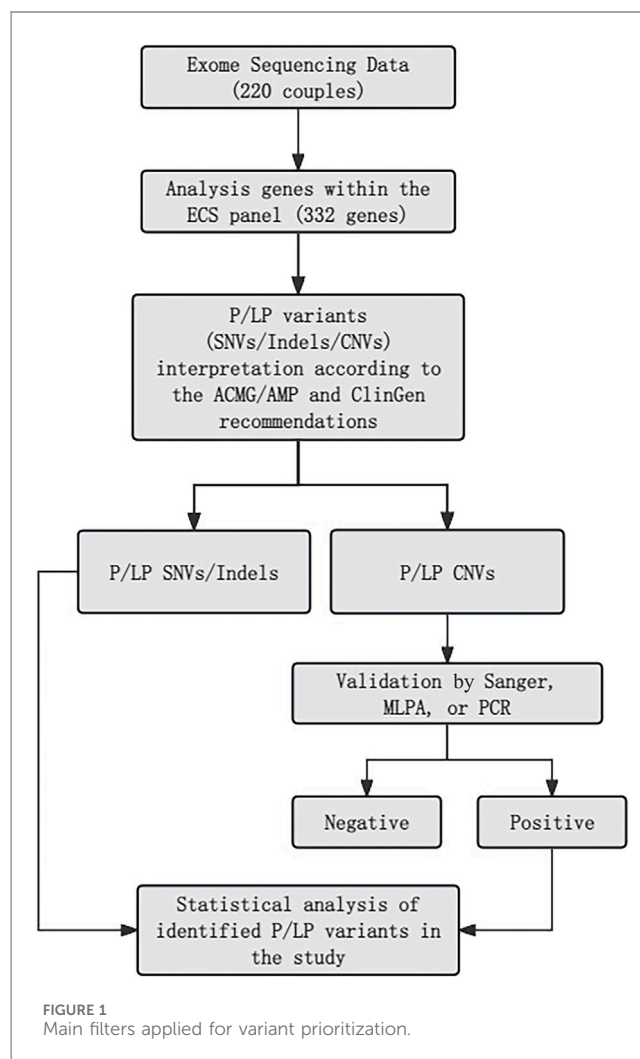 Exome Sequencing Data
(220 couples)
Analysis genes within the
ECS panel (332 genes)
P/LP variants
(SNVs/Indels/CNVs)
interpretation according to
the ACMG/AMP and ClinGen
recommendations
P/LP SNVs/Indels
P/LP CNVs
Validation by Sanger,
MLPA, or PCR
Negative
Positive
Statistical analysis of
identified P/LP variants in
the study
FIGURE 1
Main filters applied for variant prioritization.